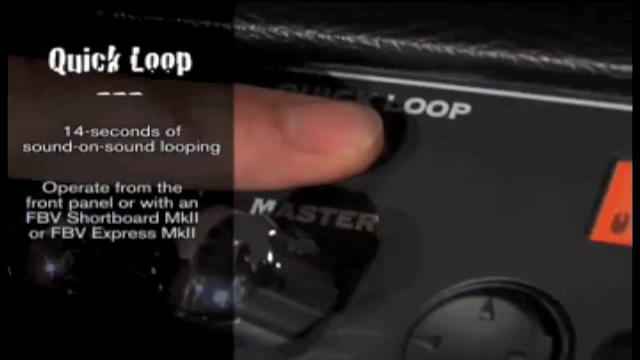 Quick Loop
---
14-seconds of
sound-on-sound looping
Operate from the
front panel or with an
FBV Shortboard MkII
or FBV Express MkII
QUICK LOOP
MASTER